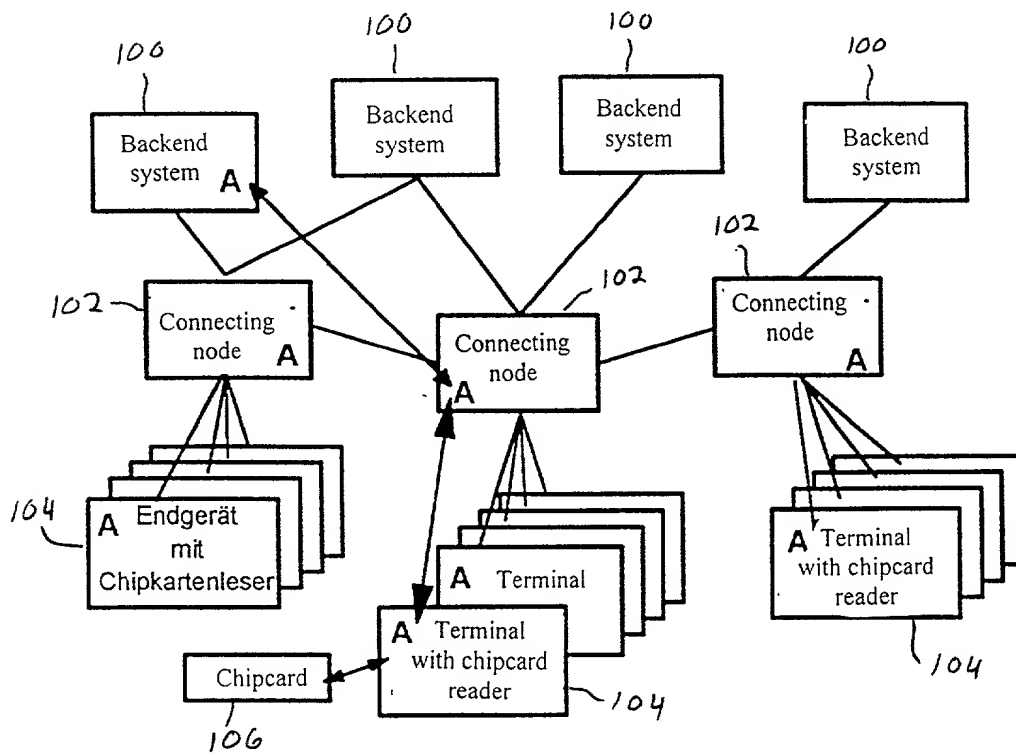 100
100
100
100
Backend
system
A
Backend
system
Backend
system
Backend
system
102
102
102
Connecting
node
A
Connecting
node
A
Connecting
node
A
104
A Endgerät
mit
Chipkartenleser
A Terminal
A Terminal
with chipcard
reader
A Terminal
with chipcard
reader
Chipcard
106
104
104